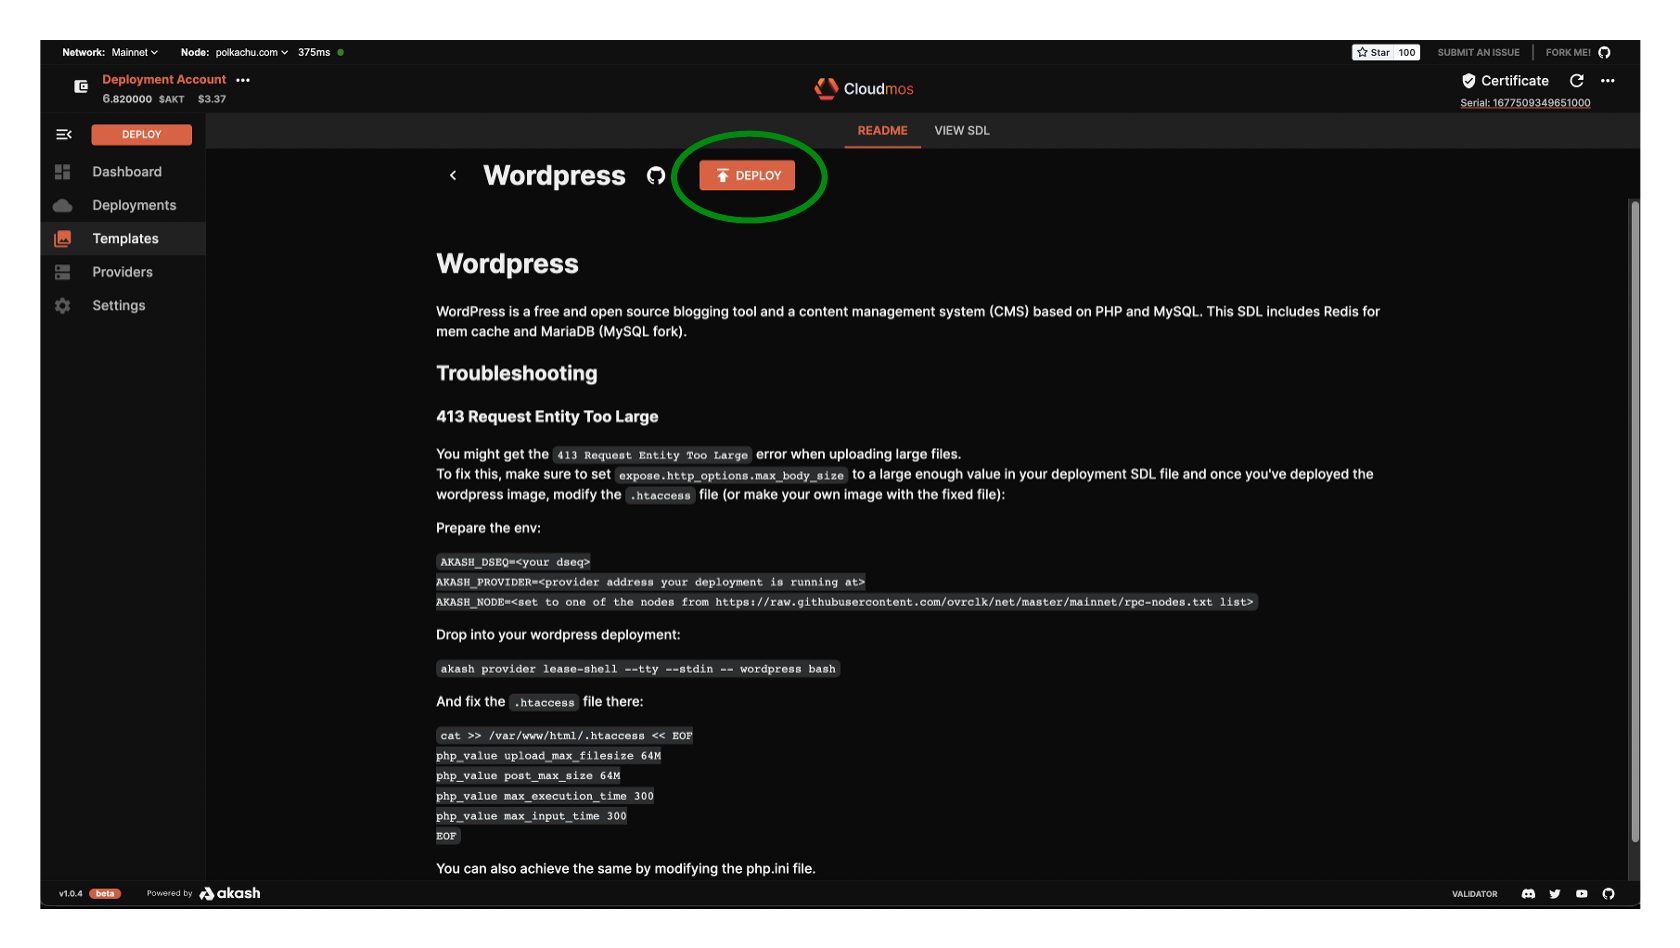 Network: Mainnet Node: polkachu.com 375ms
Star 100 SUBMIT AN ISSUE FORK ME!
Deployment Account
6.820000 $AKT $3.37
Cloudmos
Certificate
Serial: 1677509349651000
DEPLOY
README VIEW SDL
Dashboard
Deployments
Templates
Providers
Settings
Wordpress DEPLOY
Wordpress
WordPress is a free and open source blogging tool and a content management system (CMS) based on PHP and MySQL. This SDL includes Redis for
mem cache and MariaDB (MySQL fork).
Troubleshooting
413 Request Entity Too Large
You might get the 413 Request Entity Too Large error when uploading large files.
To fix this, make sure to set expose.http_options.max_body_size to a large enough value in your deployment SDL file and once you've deployed the
wordpress image, modify the .htaccess file (or make your own image with the fixed file):
Prepare the env:
AKASH_DSEQ=<your dseq>
AKASH_PROVIDER=<provider address your deployment is running at>
AKASH_NODE=<set to one of the nodes from https://raw.githubusercontent.com/ovrclk/net/master/mainnet/rpc-nodes.txt list>
Drop into your wordpress deployment:
akash provider lease-shell --tty --stdin -- wordpress bash
And fix the .htaccess file there:
cat >> /var/www/html/.htaccess << EOF
php_value upload_max_filesize 64M
php_value post_max_size 64M
php_value max_execution_time 300
php_value max_input_time 300
EOF
You can also achieve the same by modifying the php.ini file.
v1.0.4 beta Powered by akash
VALIDATOR